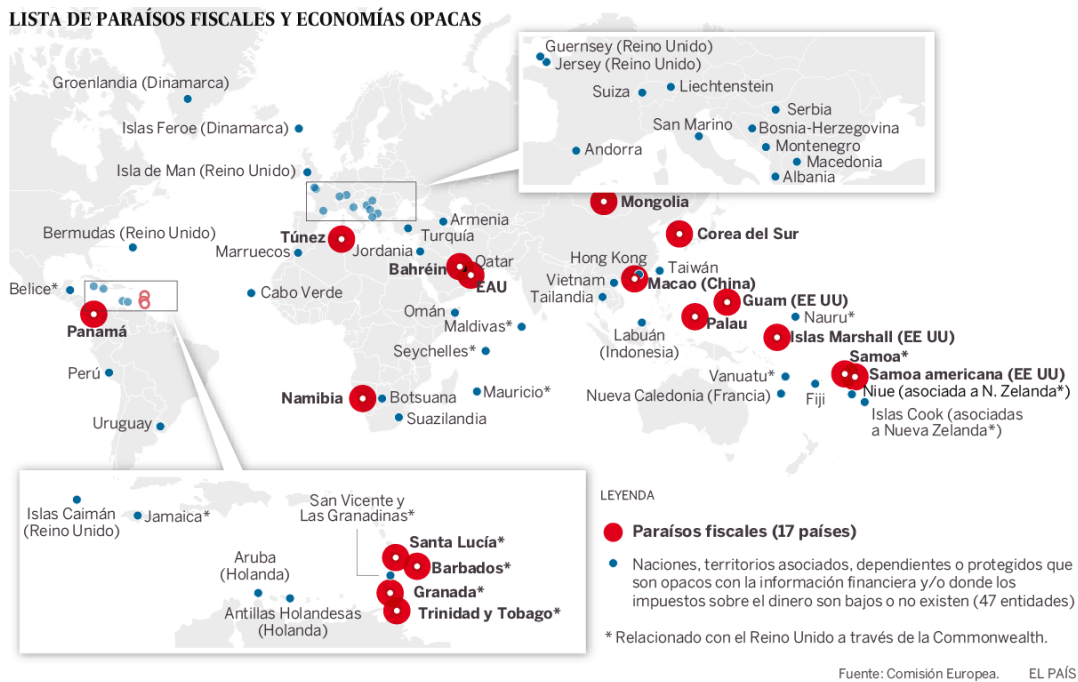 LISTA DE PARAÍSOS FISCALES Y ECONOMÍAS OPACAS
Guernsey (Reino Unido)
Jersey (Reino Unido)
Suiza
Liechtenstein
Serbia
San Marino
Bosnia-Herzegovina
Andorra
Montenegro
Macedonia
Albania
Groenlandia (Dinamarca)
Islas Feroe (Dinamarca)
Isla de Man (Reino Unido)
Bermudas (Reino Unido)
Túnez
Marruecos
Armenia
Turquía
Jordania
Qatar
Bahréin
EAU
Mongolia
Corea del Sur
Hong Kong
Taiwán
Vietnam
Macao (China)
Tailandia
Guam (EE UU)
Belice*
Cabo Verde
Panamá
Omán
Maldivas*
Palau
Nauru*
Labuán
(Indonesia)
Islas Marshall (EE UU)
Seychelles*
Samoa*
Perú
Vanuatu*
Samoa americana (EE UU)
Namibia
Botsuana
Mauricio*
Nueva Caledonia (Francia)
Fiji
Niue (asociada a N. Zelanda*)
Uruguay
Suazilandia
Islas Cook (asociadas
a Nueva Zelanda*)
Islas Caimán
(Reino Unido)
Jamaica*
San Vicente y
Las Granadinas*
Santa Lucía*
Aruba
(Holanda)
Barbados*
Granada*
Antillas Holandesas
(Holanda)
Trinidad y Tobago*
LEYENDA
Paraísos fiscales (17 países)
Naciones, territorios asociados, dependientes o protegidos que
son opacos con la información financiera y/o donde los
impuestos sobre el dinero son bajos o no existen (47 entidades)
* Relacionado con el Reino Unido a través de la Commonwealth.
Fuente: Comisión Europea.
EL PAÍS